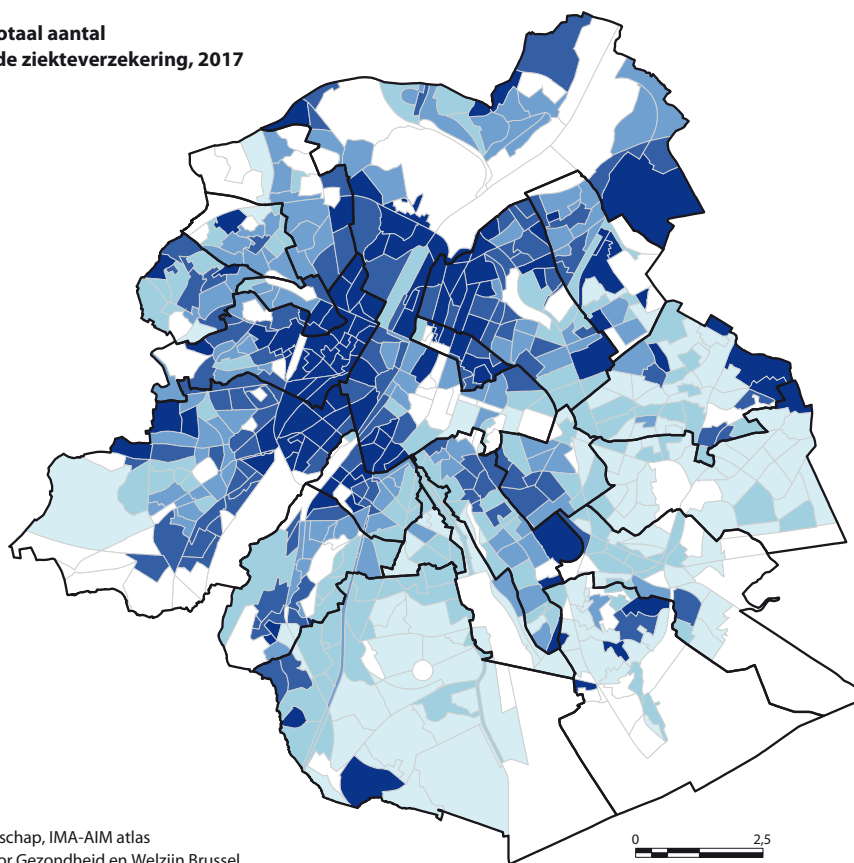 otaal aantal
de ziekteverzekering, 2017
0 2,5
schap, IMA-AIM atlas
or Gezondheid en Welzijn Brussel